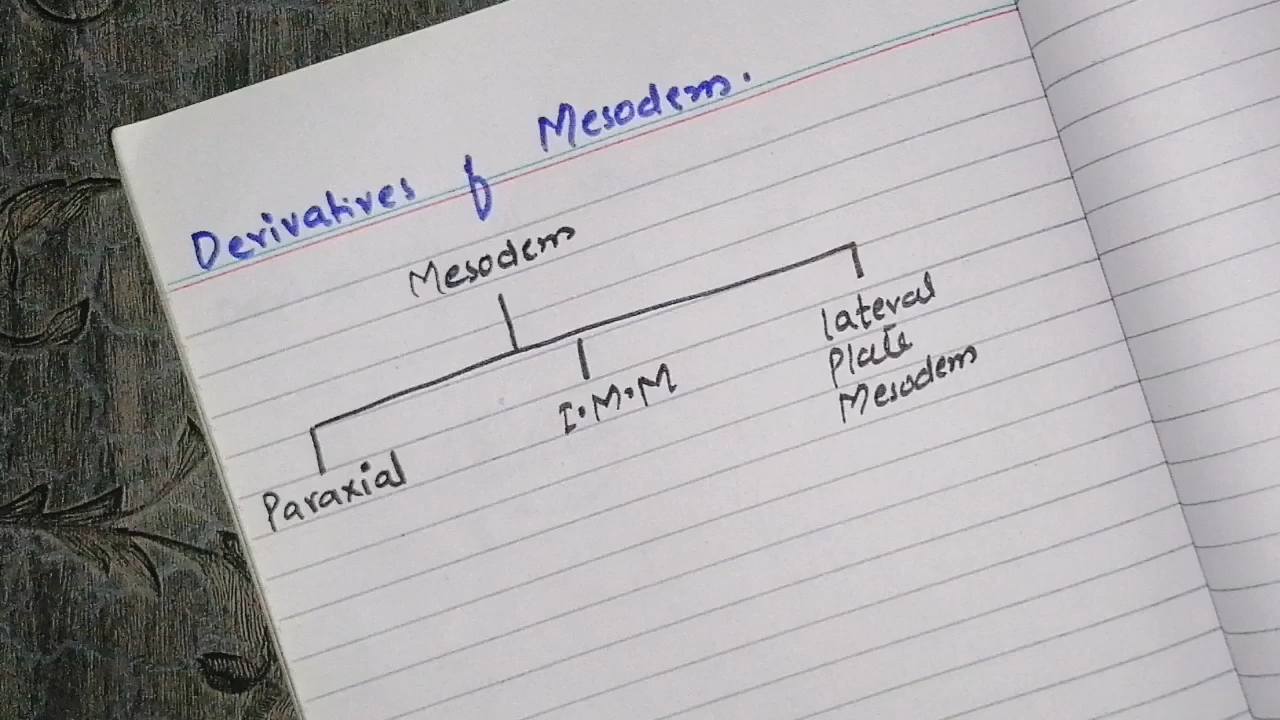 Derivatives of Mesoderm.
Mesoderm
Paraxial
I.M.M
lateral
Plate
Mesoderm